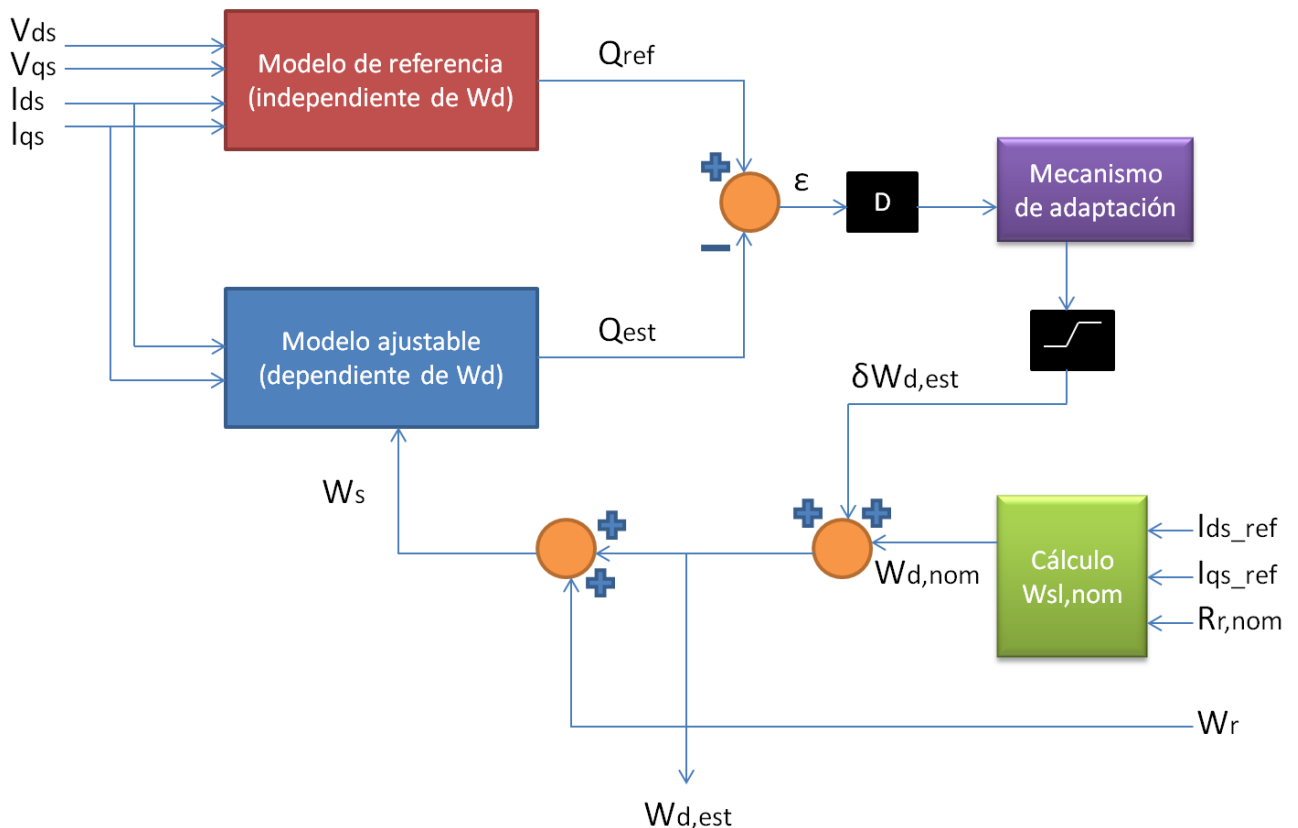 Vds
Vqs
Ids
Iqs
Modelo de referencia
(independiente de Wd)
Qref
ε
D
Mecanismo
de adaptación
Modelo ajustable
(dependiente de Wd)
Qest
δWd,est
Ws
Wd,nom
Cálculo
Wsl,nom
Ids_ref
Iqs_ref
Rr,nom
Wr
Wd,est